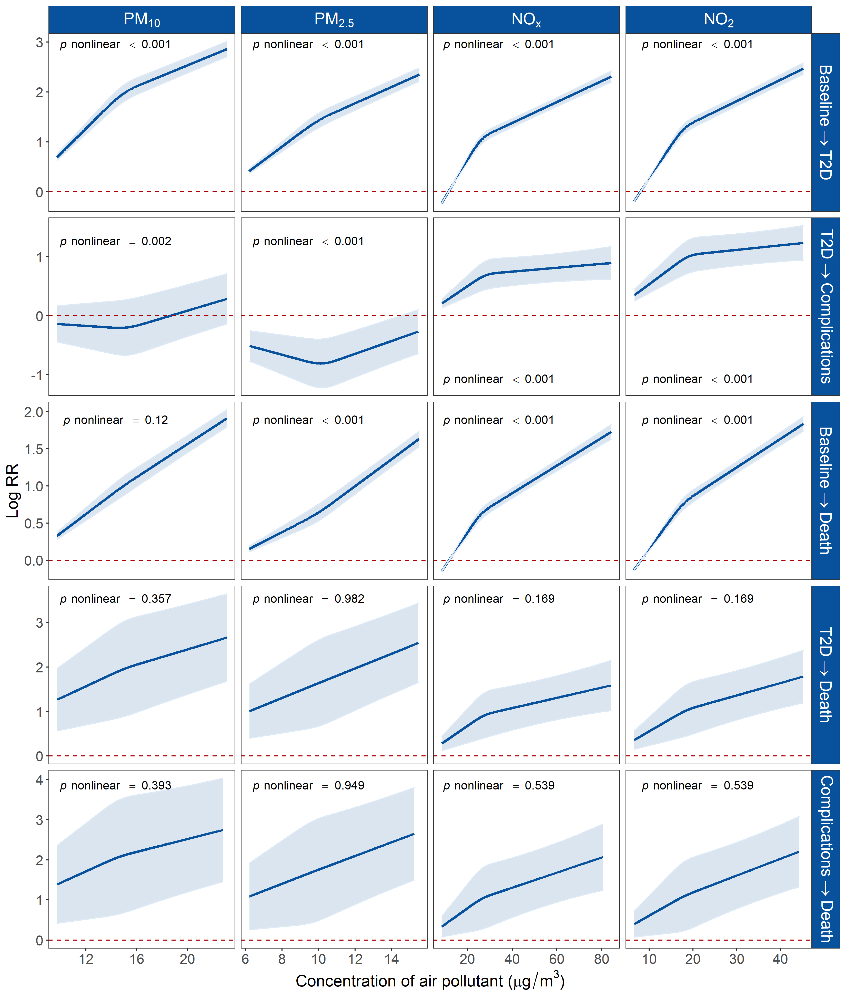 PM10 PM2.5 NOx NO2
3 p nonlinear < 0.001 p nonlinear < 0.001 p nonlinear < 0.001 p nonlinear < 0.001
2
1
0
Baseline → T2D
p nonlinear = 0.002 p nonlinear < 0.001
1
0
-1
p nonlinear < 0.001 p nonlinear < 0.001
T2D → Complications
2.0
p nonlinear = 0.12 p nonlinear < 0.001 p nonlinear < 0.001 p nonlinear < 0.001
1.5
1.0
0.5
0.0
Baseline → Death
Log RR
p nonlinear = 0.357 p nonlinear = 0.982 p nonlinear = 0.169 p nonlinear = 0.169
3
2
1
0
T2D → Death
4 p nonlinear = 0.393 p nonlinear = 0.949 p nonlinear = 0.539 p nonlinear = 0.539
3
2
1
0
Complications → Death
12 16 20 6 8 10 12 14 20 40 60 80 10 20 30 40
Concentration of air pollutant (μg/m³)